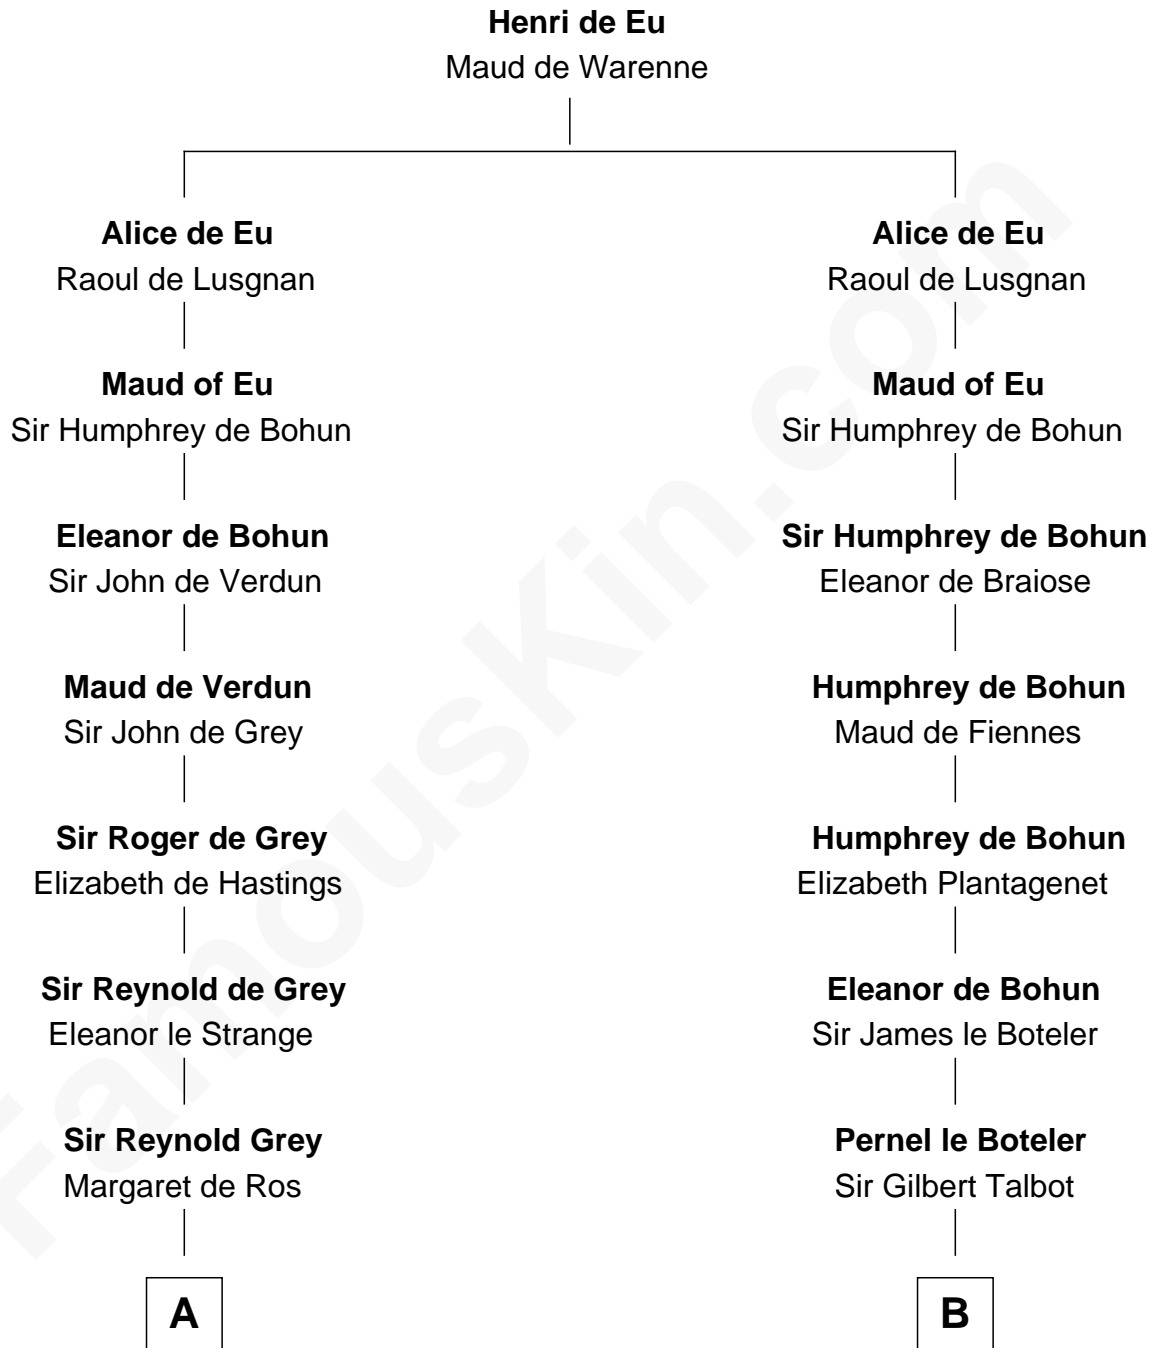 Henri de Eu
Maud de Warenne
Alice de Eu
Raoul de Lusgnan
Maud of Eu
Sir Humphrey de Bohun
Eleanor de Bohun
Sir John de Verdun
Maud de Verdun
Sir John de Grey
Sir Roger de Grey
Elizabeth de Hastings
Sir Reynold de Grey
Eleanor le Strange
Sir Reynold Grey
Margaret de Ros
A
Alice de Eu
Raoul de Lusgnan
Maud of Eu
Sir Humphrey de Bohun
Sir Humphrey de Bohun
Eleanor de Braiose
Humphrey de Bohun
Maud de Fiennes
Humphrey de Bohun
Elizabeth Plantagenet
Eleanor de Bohun
Sir James le Boteler
Pernel le Boteler
Sir Gilbert Talbot
B
FamousKin.com